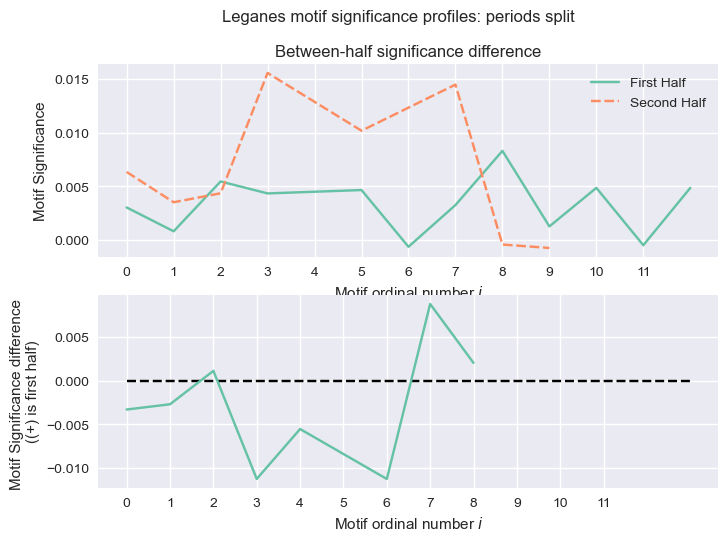 Leganes motif significance profiles: periods split
Between-half significance difference
First Half
Second Half
Motif Significance
0.015
0.010
0.005
0.000
0 1 2 3 4 5 6 7 8 9 10 11
Motif ordinal number i
Motif Significance difference
((+) is first half)
0.005
0.000
−0.005
−0.010
0 1 2 3 4 5 6 7 8 9 10 11
Motif ordinal number i